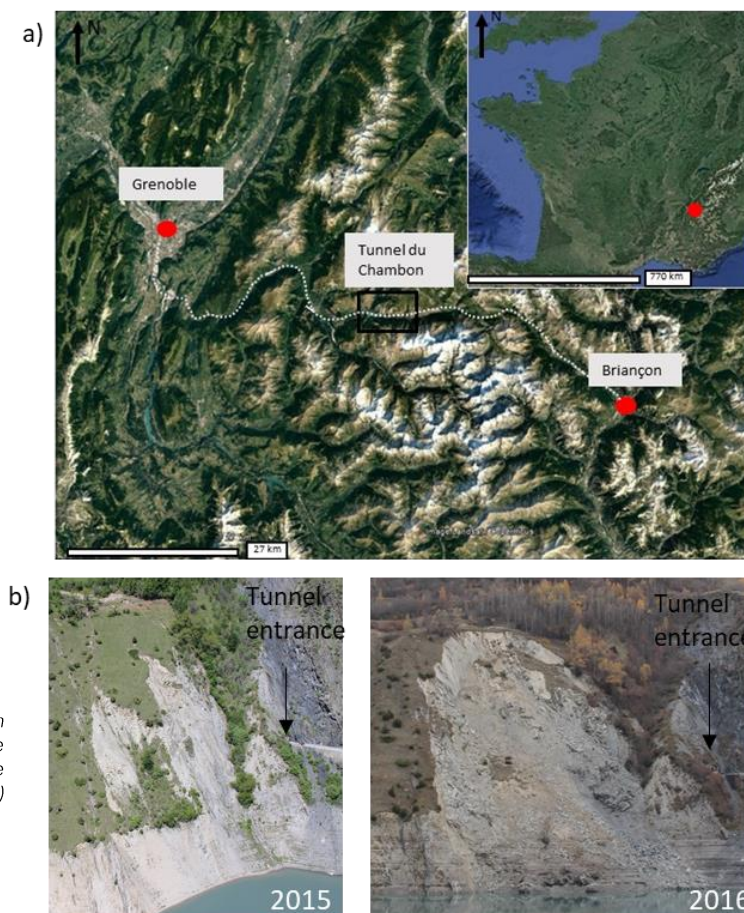 a)
N
N
Grenoble
Tunnel du
Chambon
Briançon
770 km
27 km
b)
Tunnel
entrance
2015
Tunnel
entrance
2016
n
e
e
)